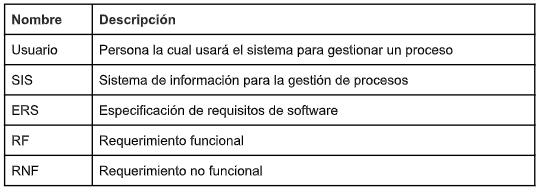 Nombre Descripción
Usuario Persona la cual usará el sistema para gestionar un proceso
SIS Sistema de información para la gestión de procesos
ERS Especificación de requisitos de software
RF Requerimiento funcional
RNF Requerimiento no funcional